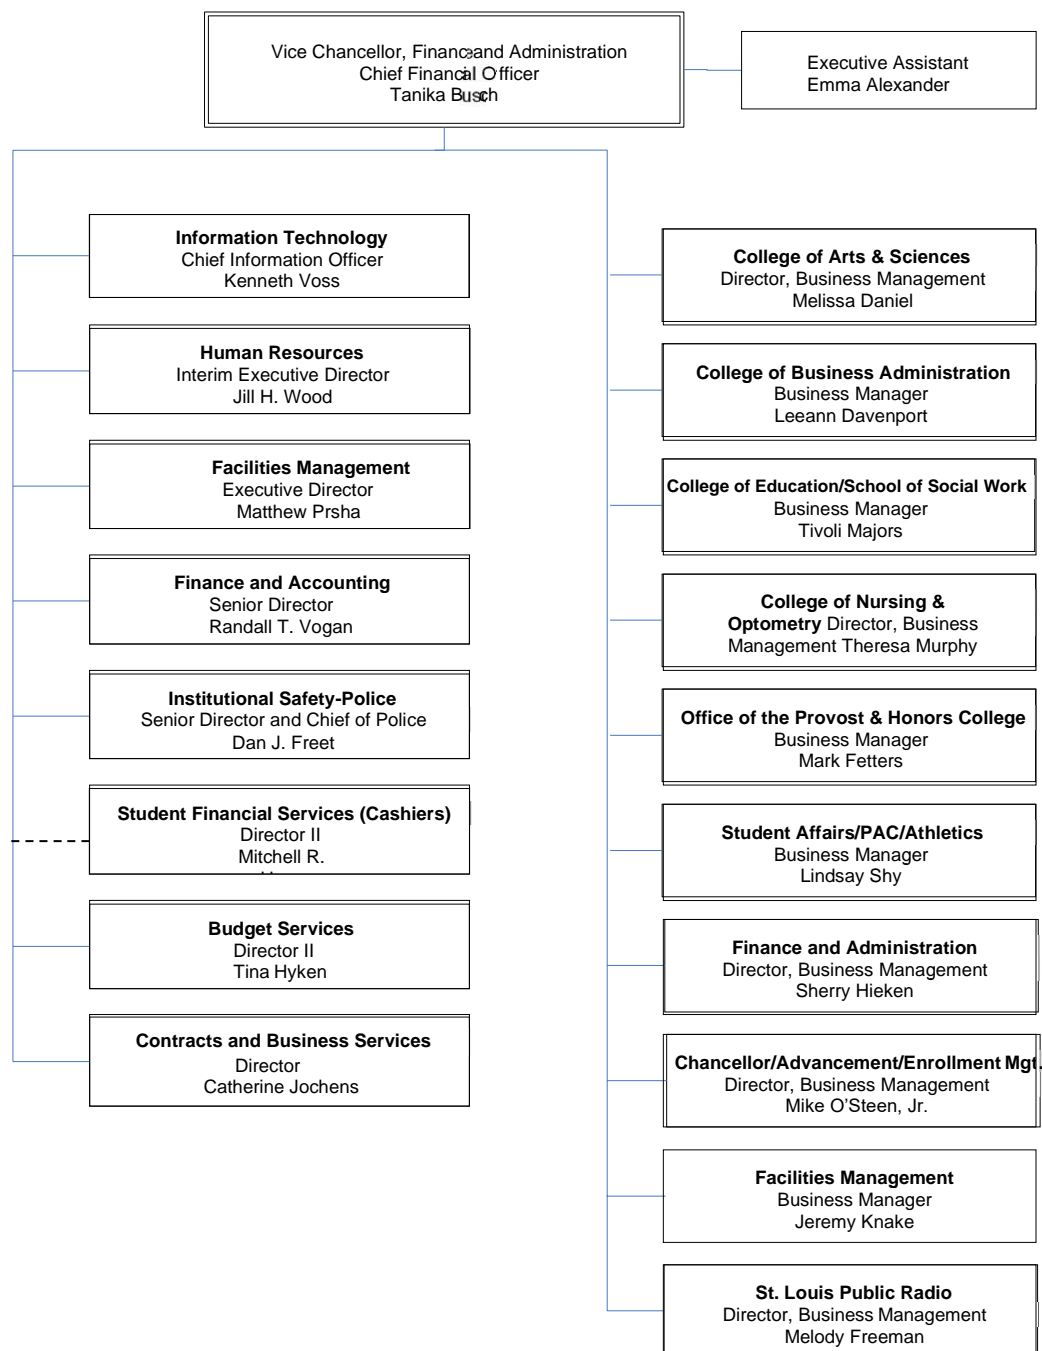 Vice Chancellor, Finance and Administration
Chief Financial Officer
Tanika Busch
Executive Assistant
Emma Alexander
Information Technology
Chief Information Officer
Kenneth Voss
Human Resources
Interim Executive Director
Jill H. Wood
Facilities Management
Executive Director
Matthew Prsha
Finance and Accounting
Senior Director
Randall T. Vogan
Institutional Safety-Police
Senior Director and Chief of Police
Dan J. Freet
Student Financial Services (Cashiers)
Director II
Mitchell R.
Budget Services
Director II
Tina Hyken
Contracts and Business Services
Director
Catherine Jochens
College of Arts & Sciences
Director, Business Management
Melissa Daniel
College of Business Administration
Business Manager
Leeann Davenport
College of Education/School of Social Work
Business Manager
Tivoli Majors
College of Nursing &
Optometry Director, Business
Management Theresa Murphy
Office of the Provost & Honors College
Business Manager
Mark Fetters
Student Affairs/PAC/Athletics
Business Manager
Lindsay Shy
Finance and Administration
Director, Business Management
Sherry Hieken
Chancellor/Advancement/Enrollment Mgt.
Director, Business Management
Mike O'Steen, Jr.
Facilities Management
Business Manager
Jeremy Knake
St. Louis Public Radio
Director, Business Management
Melody Freeman